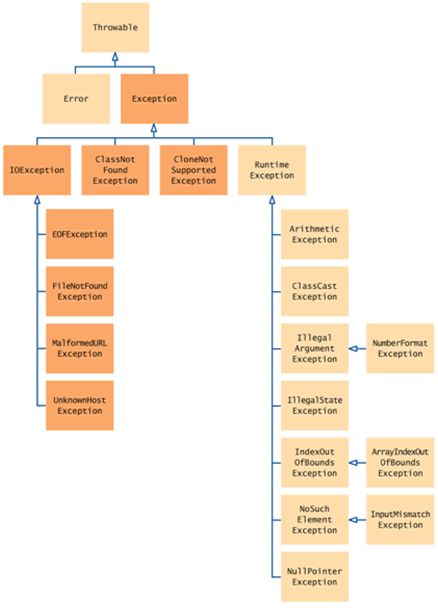 Throwable
Error
Exception
IOException
ClassNot
Found
Exception
CloneNot
Supported
Exception
Runtime
Exception
EOFException
FileNotFound
Exception
MalformedURL
Exception
UnknownHost
Exception
Arithmetic
Exception
ClassCast
Exception
Illegal
Argument
Exception
NumberFormat
Exception
IllegalState
Exception
IndexOut
OfBounds
Exception
ArrayIndexOut
OfBounds
Exception
NoSuch
Element
Exception
InputMismatch
Exception
NullPointer
Exception